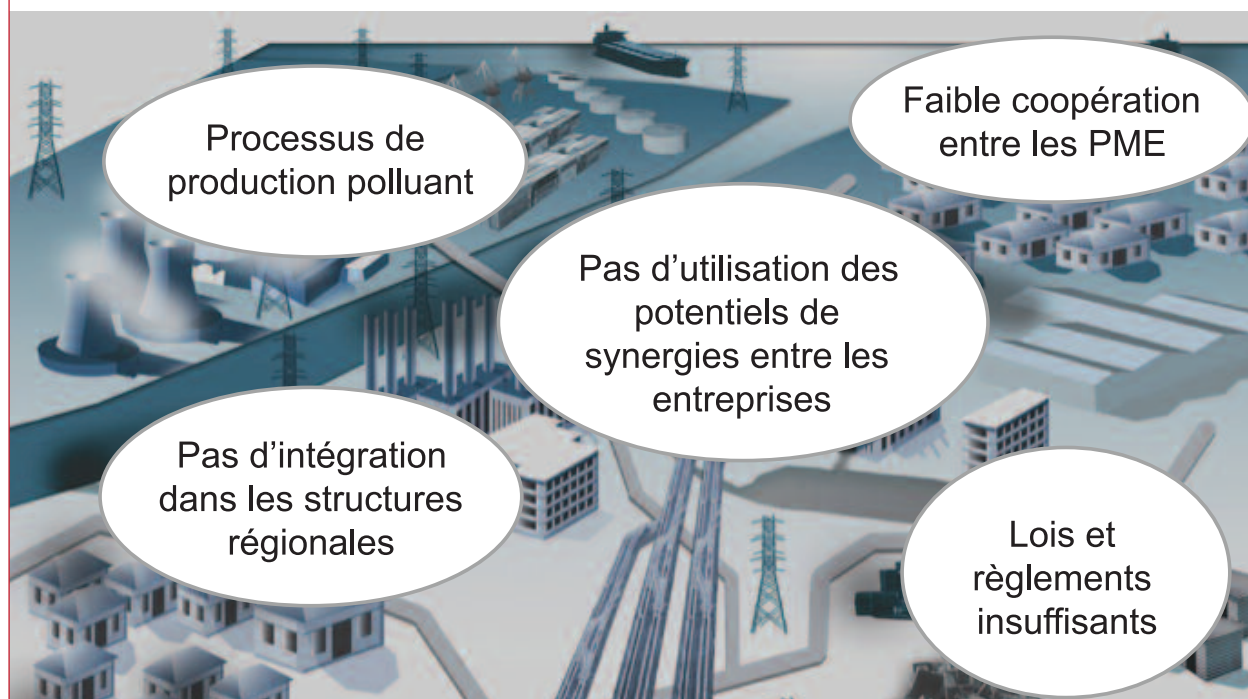 Processus de
production polluant
Faible coopération
entre les PME
Pas d’utilisation des
potentiels de
synergies entre les
entreprises
Pas d’intégration
dans les structures
régionales
Lois et
règlements
insuffisants